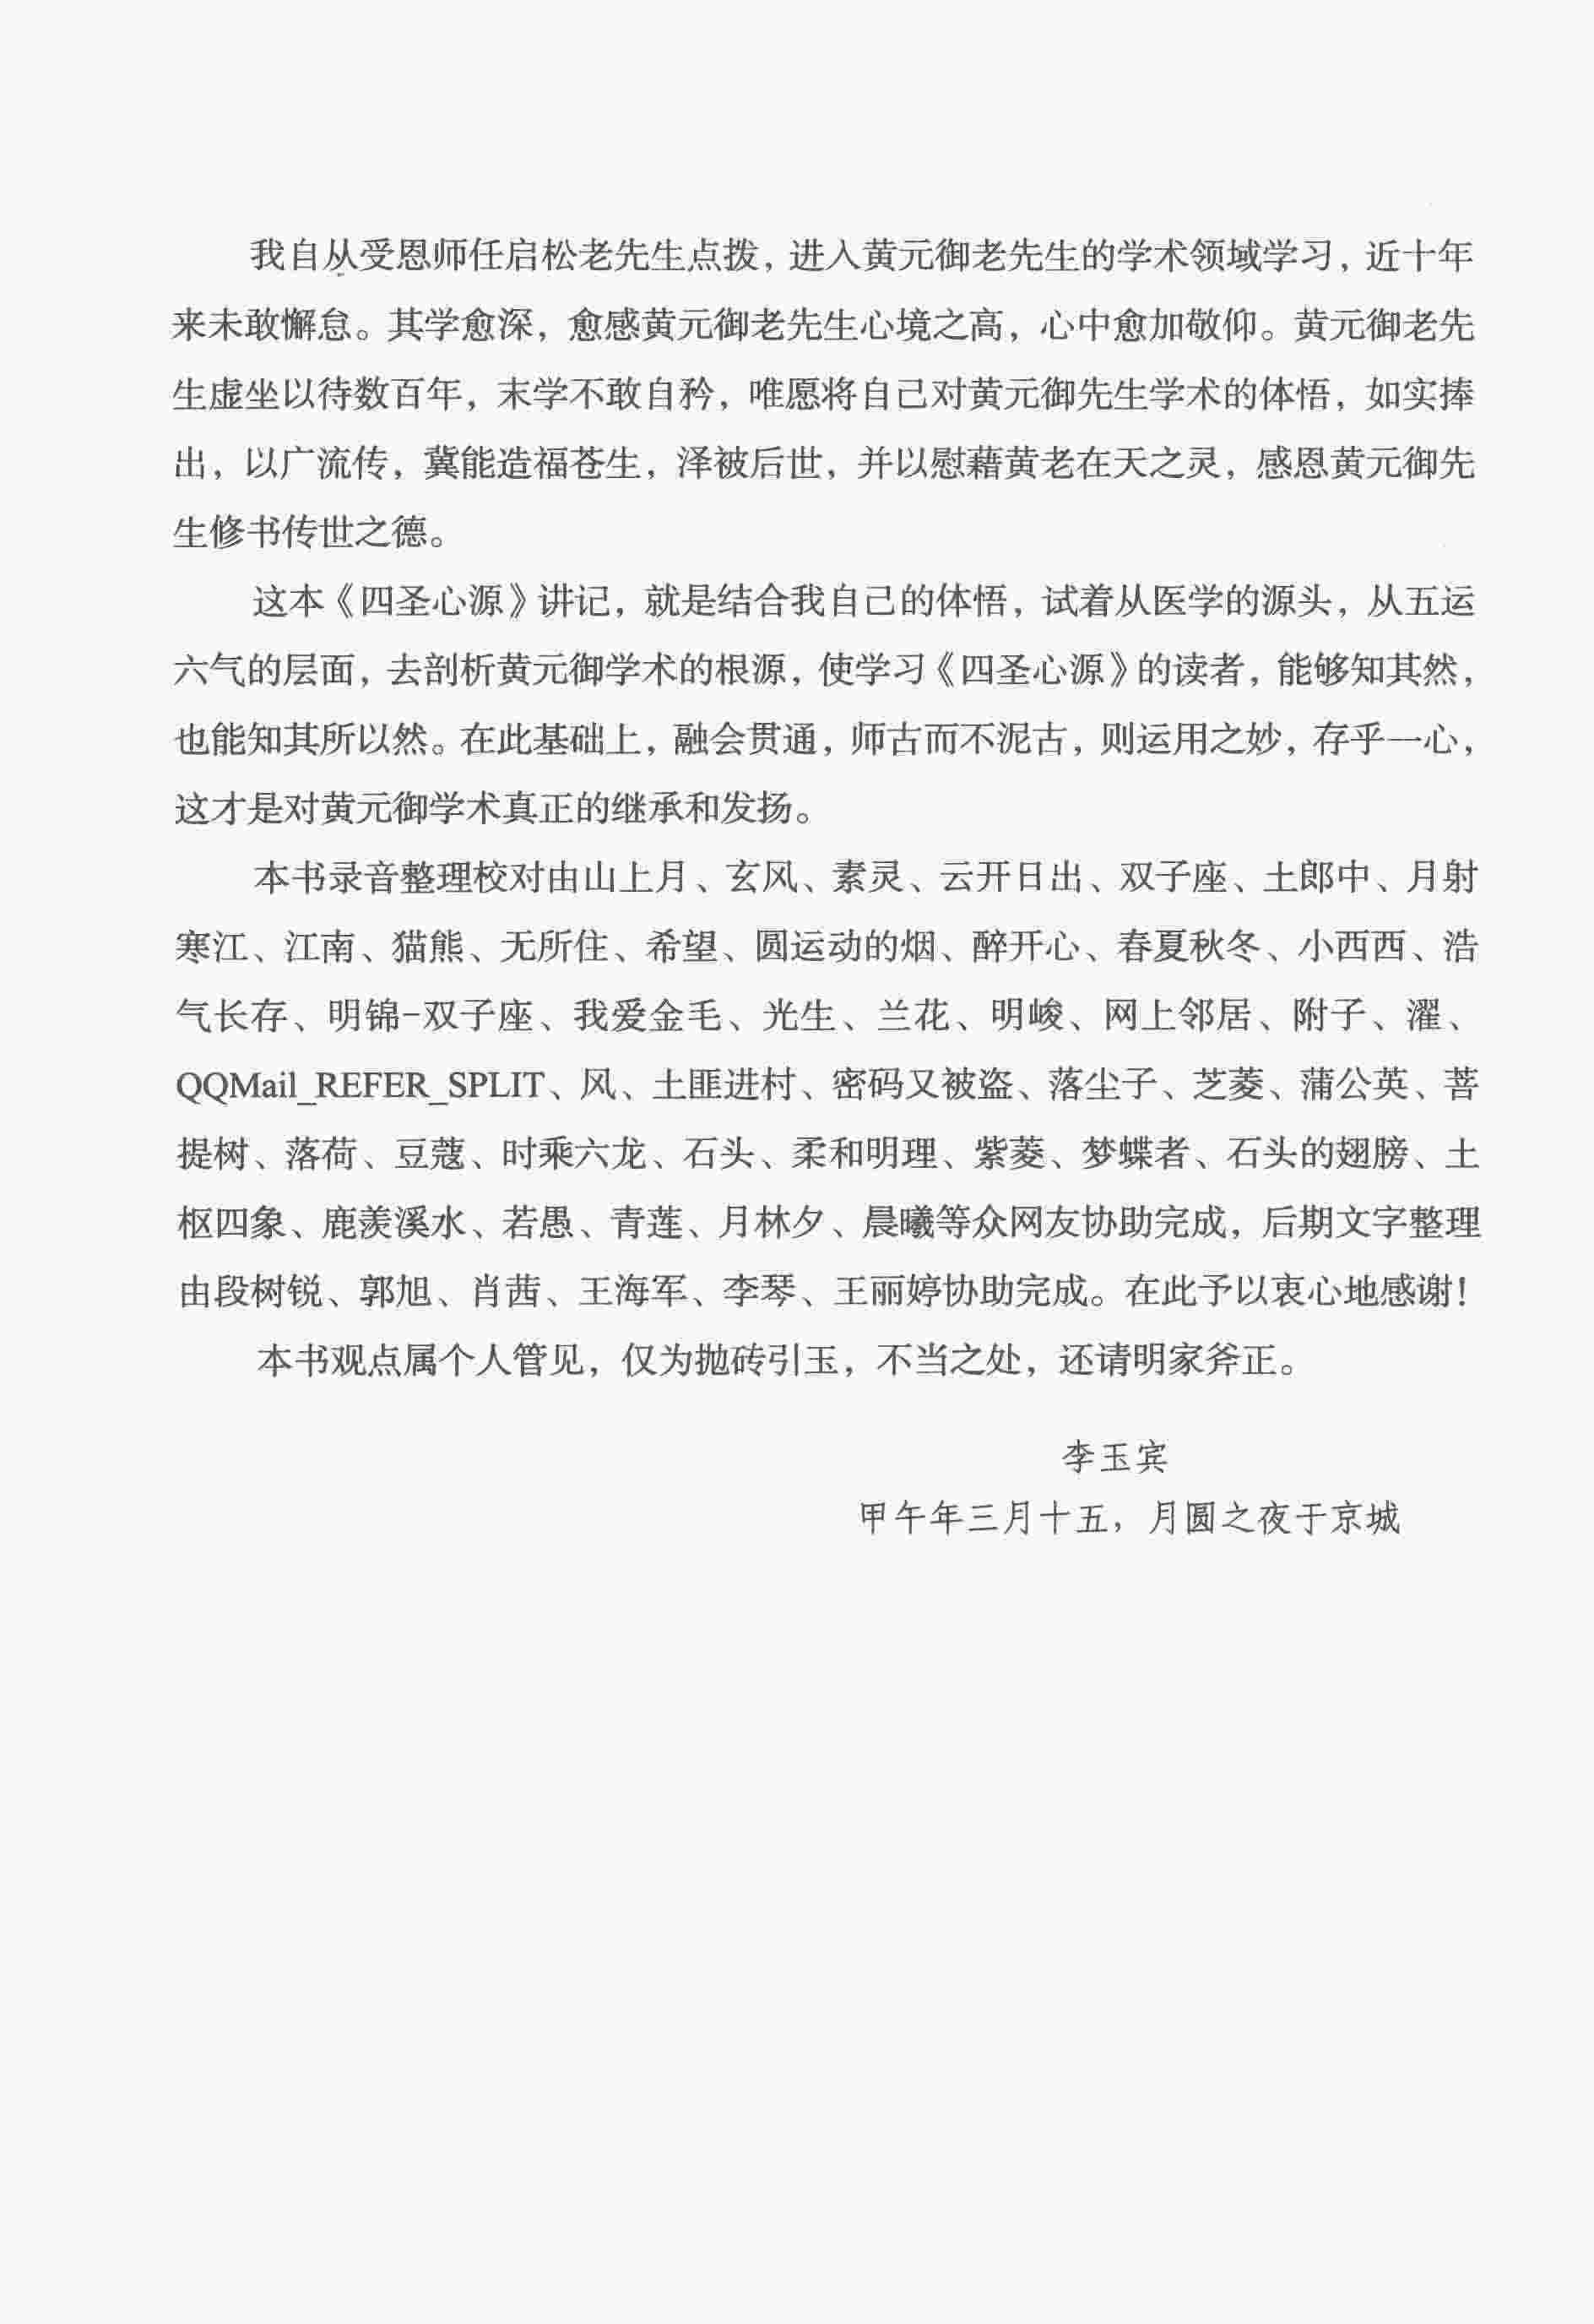 我自从受恩师任启松老先生点拨，进入黄元御老先生的学术领域学习，近十年
来未敢懈怠。其学愈深，愈感黄元御老先生心境之高，心中愈加敬仰。黄元御老先
生虚坐以待数百年，末学不敢自矜，唯愿将自己对黄元御先生学术的体悟，如实捧
出，以广流传，冀能造福苍生，泽被后世，并以慰藉黄老在天之灵，感恩黄元御先
生修书传世之德。
这本《四圣心源》讲记，就是结合我自己的体悟，试着从医学的源头，从五运
六气的层面，去剖析黄元御学术的根源，使学习《四圣心源》的读者，能够知其然，
也能知其所以然。在此基础上，融会贯通，师古而不泥古，则运用之妙，存乎一心，
这才是对黄元御学术真正的继承和发扬。
本书录音整理校对由山上月、玄风、素灵、云开日出、双子座、土郎中、月射
寒江、江南、猫熊、无所住、希望、圆运动的烟、醉开心、春夏秋冬、小西西、浩
气长存、明锦-双子座、我爱金毛、光生、兰花、明峻、网上邻居、附子、濯、
QQMail_REFER_SPLIT、风、土匪进村、密码又被盗、落尘子、芝菱、蒲公英、菩
提树、落荷、豆蔻、时乘六龙、石头、柔和明理、紫菱、梦蝶者、石头的翅膀、土
枢四象、鹿羡溪水、若愚、青莲、月林夕、晨曦等众网友协助完成，后期文字整理
由段树锐、郭旭、肖茜、王海军、李琴、王丽婷协助完成。在此予以衷心地感谢！
本书观点属个人管见，仅为抛砖引玉，不当之处，还请明家斧正。
李玉宾
甲午年三月十五，月圆之夜于京城